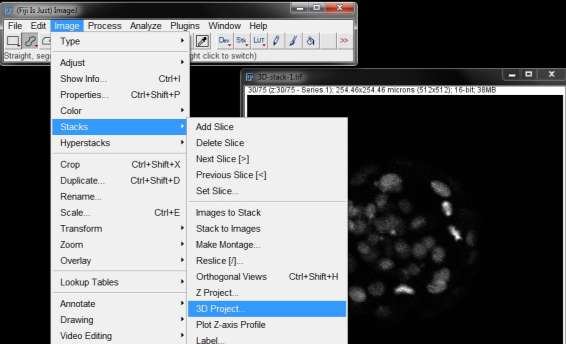 (Fiji Is Just) ImageJ
File Edit Image Process Analyze Plugins Window Help
Dev Stk LUT >>
Straight, seg
ght click to switch)
Type
Adjust
Show Info... Ctrl+I
Properties... Ctrl+Shift+P
Color
Stacks
Hyperstacks
Crop Ctrl+Shift+X
Duplicate... Ctrl+Shift+D
Rename...
Scale... Ctrl+E
Transform
Zoom
Overlay
Lookup Tables
Annotate
Drawing
Video Editing
Add Slice
Delete Slice
Next Slice [>]
Previous Slice [<]
Set Slice...
Images to Stack
Stack to Images
Make Montage...
Reslice [/]...
Orthogonal Views Ctrl+Shift+H
Z Project...
3D Project...
Plot Z-axis Profile
Label...
3D-stack-1.tif
30/75 (z:30/75 - Series.1); 254.46x254.46 microns (512x512); 16-bit; 38MB